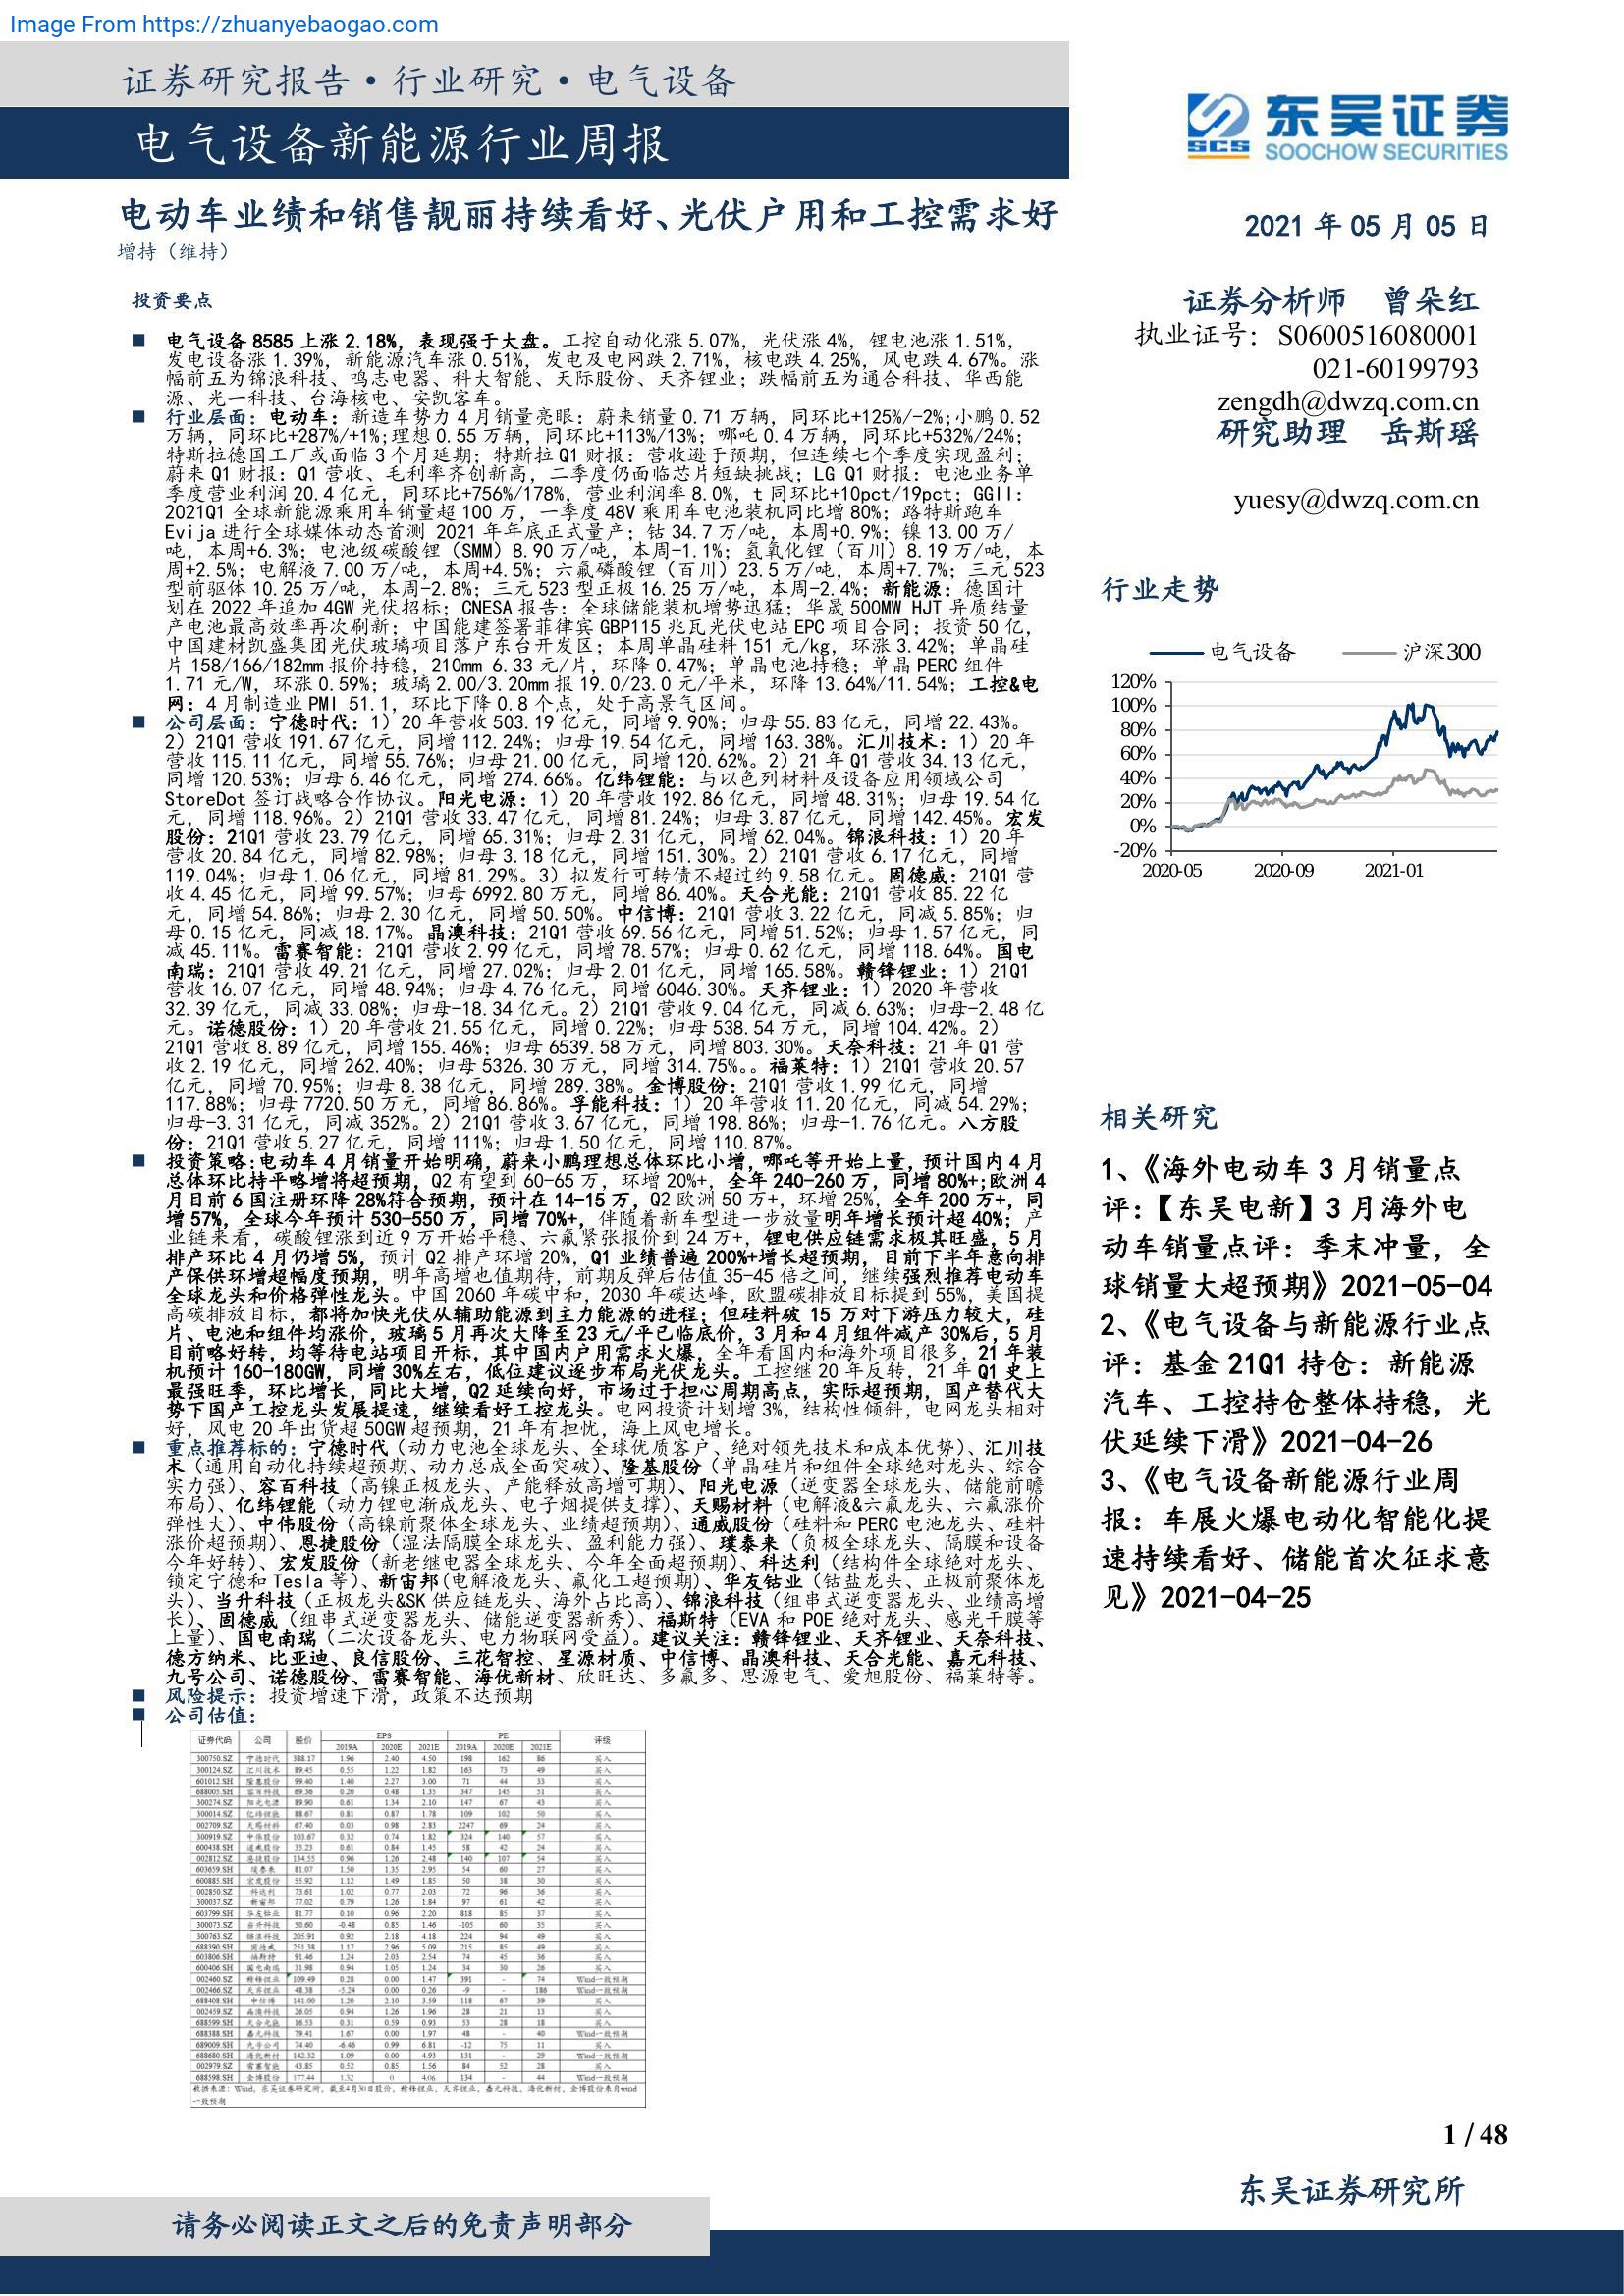 Image From https://zhuanyebaogao.com
证券研究报告·行业研究·电气设备
电气设备新能源行业周报
SCS 东吴证券
SOOCHOW SECURITIES
电动车业绩和销售靓丽持续看好、光伏户用和工控需求好
增持（维持）
2021 年 05 月 05 日
投资要点
■ 电气设备 8585 上涨 2.18%，表现强于大盘。工控自动化涨 5.07%，光伏涨 4%，锂电池涨 1.51%，
发电设备涨 1.39%，新能源汽车涨 0.51%，发电及电网跌 2.71%，核电跌 4.25%，风电跌 4.67%。涨
幅前五为锦浪科技、鸣志电器、科大智能、天际股份、天齐锂业；跌幅前五为通合科技、华西能
源、光一科技、台海核电、安凯客车。
■ 行业层面：电动车：新造车势力 4 月销量亮眼：蔚来销量 0.71 万辆，同环比+125%/-2%;小鹏 0.52
万辆，同环比+287%/+1%;理想 0.55 万辆，同环比+113%/13%；哪吒 0.4 万辆，同环比+532%/24%；
特斯拉德国工厂或面临 3 个月延期；特斯拉 Q1 财报：营收逊于预期，但连续七个季度实现盈利；
蔚来 Q1 财报：Q1 营收、毛利率齐创新高，二季度仍面临芯片短缺挑战；LG Q1 财报：电池业务单
季度营业利润 20.4 亿元，同环比+756%/178%，营业利润率 8.0%，t 同环比+10pct/19pct；GGII：
2021Q1 全球新能源乘用车销量超 100 万，一季度 48V 乘用车电池装机同比增 80%；路特斯跑车
Evija 进行全球媒体动态首测 2021 年年底正式量产；钴 34.7 万/吨，本周+0.9%；镍 13.00 万/
吨，本周+6.3%；电池级碳酸锂（SMM）8.90 万/吨，本周-1.1%；氢氧化锂（百川）8.19 万/吨，本
周+2.5%；电解液 7.00 万/吨，本周+4.5%；六氟磷酸锂（百川）23.5 万/吨，本周+7.7%；三元 523
型前驱体 10.25 万/吨，本周-2.8%；三元 523 型正极 16.25 万/吨，本周-2.4%；新能源：德国计
划在 2022 年追加 4GW 光伏招标；CNESA 报告：全球储能装机增势迅猛；华晟 500MW HJT 异质结量
产电池最高效率再次刷新；中国能建签署菲律宾 GBP115 兆瓦光伏电站 EPC 项目合同；投资 50 亿，
中国建材凯盛集团光伏玻璃项目落户东台开发区；本周单晶硅料 151 元/kg，环涨 3.42%；单晶硅
片 158/166/182mm 报价持稳，210mm 6.33 元/片，环降 0.47%；单晶电池持稳；单晶 PERC 组件
1.71 元/W，环涨 0.59%；玻璃 2.00/3.20mm 报 19.0/23.0 元/平米，环降 13.64%/11.54%；工控&电
网：4 月制造业 PMI 51.1，环比下降 0.8 个点，处于高景气区间。
■ 公司层面：宁德时代：1）20 年营收 503.19 亿元，同增 9.90%；归母 55.83 亿元，同增 22.43%。
2）21Q1 营收 191.67 亿元，同增 112.24%；归母 19.54 亿元，同增 163.38%。汇川技术：1）20 年
营收 115.11 亿元，同增 55.76%；归母 21.00 亿元，同增 120.62%。2）21 年 Q1 营收 34.13 亿元，
同增 120.53%；归母 6.46 亿元，同增 274.66%。亿纬锂能：与以色列材料及设备应用领域公司
StoreDot 签订战略合作协议。阳光电源：1）20 年营收 192.86 亿元，同增 48.31%；归母 19.54 亿
元，同增 118.96%。2）21Q1 营收 33.47 亿元，同增 81.24%；归母 3.87 亿元，同增 142.45%。宏发
股份：21Q1 营收 23.79 亿元，同增 65.31%；归母 2.31 亿元，同增 62.04%。锦浪科技：1）20 年
营收 20.84 亿元，同增 82.98%；归母 3.18 亿元，同增 151.30%。2）21Q1 营收 6.17 亿元，同增
119.04%；归母 1.06 亿元，同增 81.29%。3）拟发行可转债不超过约 9.58 亿元。固德威：21Q1 营
收 4.45 亿元，同增 99.57%；归母 6992.80 万元，同增 86.40%。天合光能：21Q1 营收 85.22 亿
元，同增 54.86%；归母 2.30 亿元，同增 50.50%。中信博：21Q1 营收 3.22 亿元，同减 5.85%；归
母 0.15 亿元，同减 18.17%。晶澳科技：21Q1 营收 69.56 亿元，同增 51.52%；归母 1.57 亿元，同
减 45.11%。雷赛智能：21Q1 营收 2.99 亿元，同增 78.57%；归母 0.62 亿元，同增 118.64%。国电
南瑞：21Q1 营收 49.21 亿元，同增 27.02%；归母 2.01 亿元，同增 165.58%。赣锋锂业：1）21Q1
营收 16.07 亿元，同增 48.94%；归母 4.76 亿元，同增 6046.30%。天齐锂业：1）2020 年营收
32.39 亿元，同减 33.08%；归母-18.34 亿元。2）21Q1 营收 9.04 亿元，同减 6.63%；归母-2.48 亿
元。诺德股份：1）20 年营收 21.55 亿元，同增 0.22%；归母 538.54 万元，同增 104.42%。2）
21Q1 营收 8.89 亿元，同增 155.46%；归母 6539.58 万元，同增 803.30%。天奈科技：21 年 Q1 营
收 2.19 亿元，同增 262.40%；归母 5326.30 万元，同增 314.75%。。福莱特：1）21Q1 营收 20.57
亿元，同增 70.95%；归母 8.38 亿元，同增 289.38%。金博股份：21Q1 营收 1.99 亿元，同增
117.88%；归母 7720.50 万元，同增 86.86%。孚能科技：1）20 年营收 11.20 亿元，同减 54.29%；
归母-3.31 亿元，同减 352%。2）21Q1 营收 3.67 亿元，同增 198.86%；归母-1.76 亿元。八方股
份：21Q1 营收 5.27 亿元，同增 111%；归母 1.50 亿元，同增 110.87%。
■ 投资策略:电动车 4 月销量开始明确，蔚来小鹏理想总体环比小增，哪吒等开始上量，预计国内 4 月
总体环比持平略增将超预期，Q2 有望到 60-65 万，环增 20%+，全年 240-260 万，同增 80%+;欧洲 4
月目前 6 国注册环降 28%符合预期，预计在 14-15 万，Q2 欧洲 50 万+，环增 25%，全年 200 万+，同
增 57%，全球今年预计 530-550 万，同增 70%+，伴随着新车型进一步放量明年增长预计超 40%；产
业链来看，碳酸锂涨到近 9 万开始平稳、六氟紧张报价到 24 万+，锂电供应链需求极其旺盛，5 月
排产环比 4 月仍增 5%，预计 Q2 排产环增 20%，Q1 业绩普遍 200%+增长超预期，目前下半年意向排
产保供环增超幅度预期，明年高增也值期待，前期反弹后估值 35-45 倍之间，继续强烈推荐电动车
全球龙头和价格弹性龙头。中国 2060 年碳中和，2030 年碳达峰，欧盟碳排放目标提到 55%，美国提
高碳排放目标，都将加快光伏从辅助能源到主力能源的进程；但硅料破 15 万对下游压力较大，硅
片、电池和组件均涨价，玻璃 5 月再次大降至 23 元/平已临底价，3 月和 4 月组件减产 30%后，5 月
目前略好转，均等待电站项目开标，其中国内户用需求火爆，全年看国内和海外项目很多，21 年装
机预计 160-180GW，同增 30%左右，低位建议逐步布局光伏龙头。工控继 20 年反转，21 年 Q1 史上
最强旺季，环比增长，同比大增，Q2 延续向好，市场过于担心周期高点，实际超预期，国产替代大
势下国产工控龙头发展提速，继续看好工控龙头。电网投资计划增 3%，结构性倾斜，电网龙头相对
好，风电 20 年出货超 50GW 超预期，21 年有担忧，海上风电增长。
■ 重点推荐标的：宁德时代（动力电池全球龙头、全球优质客户、绝对领先技术和成本优势）、汇川技
术（通用自动化持续超预期、动力总成全面突破）、隆基股份（单晶硅片和组件全球绝对龙头、综合
实力强）、容百科技（高镍正极龙头、产能释放高增可期）、阳光电源（逆变器全球龙头、储能前瞻
布局）、亿纬锂能（动力锂电渐成龙头、电子烟提供支撑）、天赐材料（电解液&六氟龙头、六氟涨价
弹性大）、中伟股份（高镍前聚体全球龙头、业绩超预期）、通威股份（硅料和 PERC 电池龙头、硅料
涨价超预期）、恩捷股份（湿法隔膜全球龙头、盈利能力强）、璞泰来（负极全球龙头、隔膜和设备
今年好转）、宏发股份（新老继电器全球龙头、今年全面超预期）、科达利（结构件全球绝对龙头、
锁定宁德和 Tesla 等）、新宙邦(电解液龙头、氟化工超预期）、华友钴业（钴盐龙头、正极前聚体龙
头）、当升科技（正极龙头&SK 供应链龙头、海外占比高）、锦浪科技（组串式逆变器龙头、业绩高增
长）、固德威（组串式逆变器龙头、储能逆变器新秀）、福斯特（EVA 和 POE 绝对龙头、感光干膜等
上量）、国电南瑞（二次设备龙头、电力物联网受益）。建议关注：赣锋锂业、天齐锂业、天奈科技、
德方纳米、比亚迪、良信股份、三花智控、星源材质、中信博、晶澳科技、天合光能、嘉元科技、
九号公司、诺德股份、雷赛智能、海优新材、欣旺达、多氟多、思源电气、爱旭股份、福莱特等。
■ 风险提示：投资增速下滑，政策不达预期
■ 公司估值：
证券代码 公司 股价 EPS PE 评级
2019A 2020E 2021E 2019A 2020E 2021E
300750.SZ 宁德时代 388.17 1.96 2.40 4.50 198 162 86 买入
300124.SZ 汇川技术 89.45 0.55 1.22 1.82 163 73 49 买入
601012.SH 隆基股份 99.40 1.40 2.27 3.00 71 44 33 买入
688005.SH 容百科技 69.36 0.20 0.48 1.35 347 145 51 买入
300274.SZ 阳光电源 89.90 0.61 1.34 2.10 147 67 43 买入
300014.SZ 亿纬锂能 88.67 0.81 0.87 1.78 109 102 50 买入
002709.SZ 天赐材料 67.40 0.03 0.98 2.83 2247 69 24 买入
300919.SZ 中伟股份 103.67 0.32 0.74 1.82 324 140 57 买入
600438.SH 通威股份 35.23 0.61 0.84 1.45 58 42 24 买入
002812.SZ 恩捷股份 134.55 0.96 1.26 2.48 140 107 54 买入
603659.SH 璞泰来 81.07 1.50 1.35 2.95 54 60 27 买入
600885.SH 宏发股份 55.92 1.12 1.49 1.85 50 38 30 买入
002850.SZ 科达利 73.61 1.02 0.77 2.03 72 96 36 买入
300037.SZ 新宙邦 77.02 0.79 1.26 1.84 97 61 42 买入
603799.SH 华友钴业 81.77 0.10 0.96 2.20 818 85 37 买入
300073.SZ 当升科技 50.60 -0.48 0.85 1.46 -105 60 35 买入
300763.SZ 锦浪科技 205.91 0.92 2.18 4.18 224 94 49 买入
688390.SH 固德威 251.38 1.17 2.96 5.09 215 85 49 买入
603806.SH 福斯特 91.46 1.24 2.03 2.54 74 45 36 买入
600406.SH 国电南瑞 31.98 0.94 1.05 1.24 34 30 26 买入
002460.SZ 赣锋锂业 109.49 0.28 0.00 1.47 391 - 74 Wind一致预期
002466.SZ 天齐锂业 48.38 -5.24 0.00 0.26 -9 - 186 Wind一致预期
688408.SH 中信博 141.00 1.20 2.10 3.59 118 67 39 买入
002459.SZ 晶澳科技 26.05 0.94 1.26 1.96 28 21 13 买入
688599.SH 天合光能 16.53 0.31 0.59 0.93 53 28 18 买入
688388.SH 嘉元科技 79.41 1.67 0.00 1.97 48 - 40 Wind一致预期
689009.SH 九号公司 74.40 -6.46 0.99 6.81 -12 75 11 买入
688680.SH 海优新材 142.32 1.09 0.00 4.93 131 - 29 Wind一致预期
002979.SZ 雷赛智能 43.85 0.52 0.85 1.56 84 52 28 买入
688598.SH 金博股份 177.44 1.32 0 4.06 134 - 44 Wind一致预期
数据来源：Wind，东吴证券研究所，截至4月30日股价，赣锋锂业，天齐锂业，嘉元科技，海优新材，金博股份来自wind
一致预期
证券分析师 曾朵红
执业证号：S0600516080001
021-60199793
zengdh@dwzq.com.cn
研究助理 岳斯瑶
yuesy@dwzq.com.cn
行业走势
电气设备 沪深300
120%
100%
80%
60%
40%
20%
0%
-20%
2020-05 2020-09 2021-01
相关研究
1、《海外电动车 3 月销量点
评：【东吴电新】3 月海外电
动车销量点评：季末冲量，全
球销量大超预期》2021-05-04
2、《电气设备与新能源行业点
评：基金 21Q1 持仓：新能源
汽车、工控持仓整体持稳，光
伏延续下滑》2021-04-26
3、《电气设备新能源行业周
报：车展火爆电动化智能化提
速持续看好、储能首次征求意
见》2021-04-25
1 / 48
东吴证券研究所
请务必阅读正文之后的免责声明部分